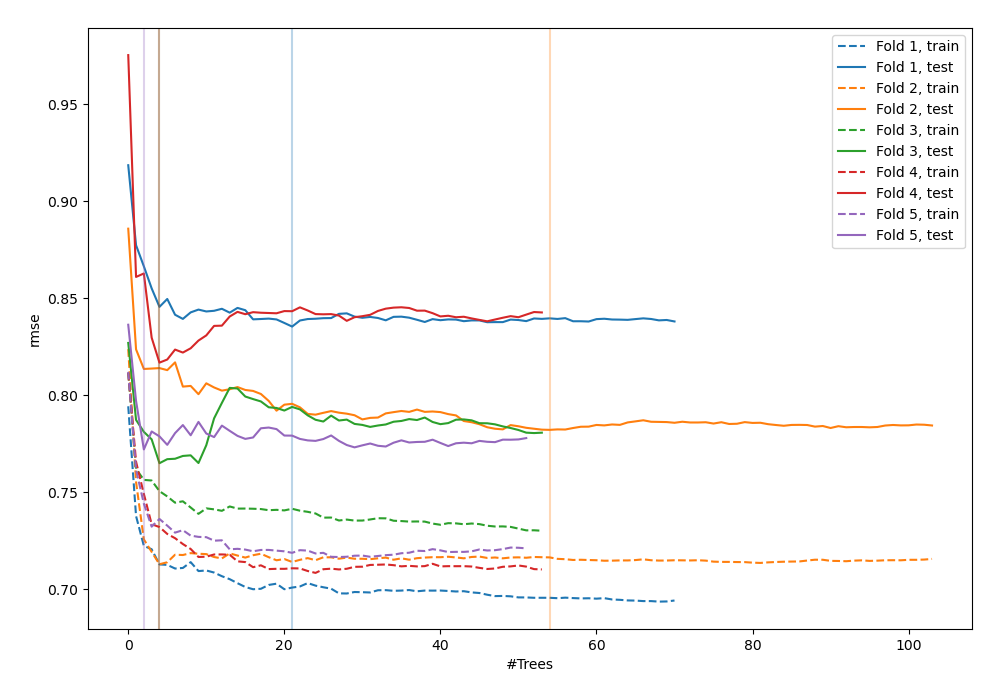 0.95
0.90
0.85
0.80
0.75
0.70
rmse
0
20
40
60
80
100
#Trees
Fold 1, train
Fold 1, test
Fold 2, train
Fold 2, test
Fold 3, train
Fold 3, test
Fold 4, train
Fold 4, test
Fold 5, train
Fold 5, test